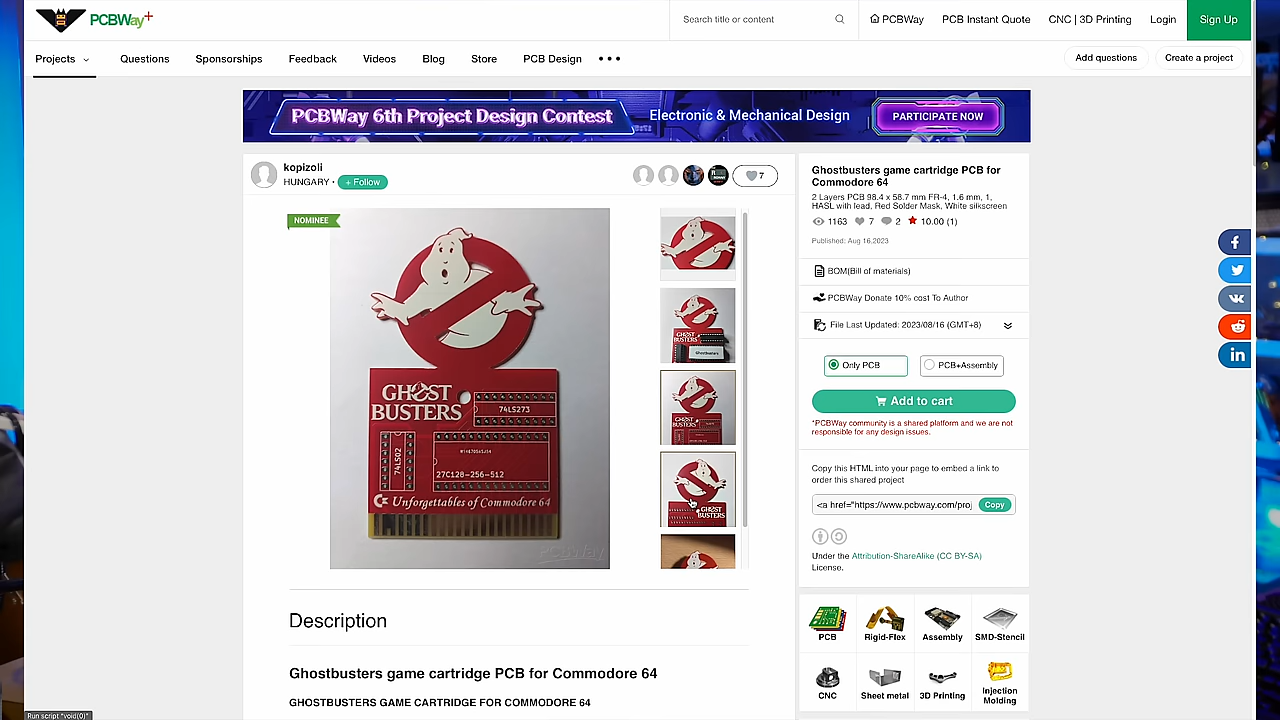 PCBWay+
Search title or content
PCBWay
PCB Instant Quote
CNC | 3D Printing
Login
Sign Up
Projects
Questions
Sponsorships
Feedback
Videos
Blog
Store
PCB Design
Add questions
Create a project
PCBWay 6th Project Design Contest
Electronic & Mechanical Design
PARTICIPATE NOW
kopizoli
HUNGARY • + Follow
7
NOMINEE
GHOST
BUSTERS
74LS273
74LS02
27C128-256-512
Unforgettables of Commodore 64
PCBWay
GHOST
BUSTERS
Ghostbusters
GHOST
BUSTERS
GHOST
BUSTERS
Description
Ghostbusters game cartridge PCB for Commodore 64
GHOSTBUSTERS GAME CARTRIDGE FOR COMMODORE 64
Ghostbusters game cartridge PCB for
Commodore 64
2 Layers PCB 98.4 x 58.7 mm FR-4, 1.6 mm, 1,
HASL with lead, Red Solder Mask, White silkscreen
1163 7 2 10.00 (1)
Published: Aug 16,2023
BOM(Bill of materials)
PCBWay Donate 10% cost To Author
File Last Updated: 2023/08/16 (GMT+8)
Only PCB
PCB+Assembly
Add to cart
*PCBWay community is a shared platform and we are not
responsible for any design issues.
Copy this HTML into your page to embed a link to
order this shared project
<a href="https://www.pcbway.com/proj
Copy
Under the Attribution-ShareAlike (CC BY-SA)
License.
PCB
Rigid-Flex
Assembly
SMD-Stencil
CNC
Sheet metal
3D Printing
Injection
Molding
Run script "void(0)"